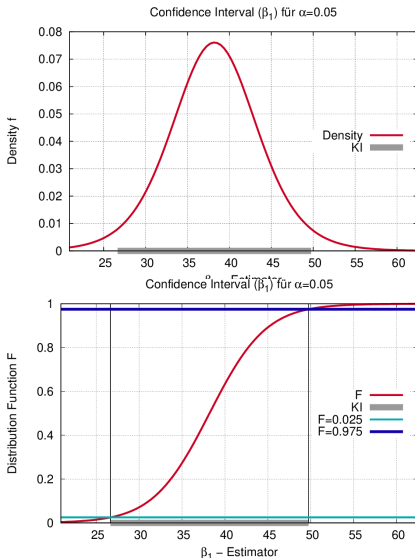 Confidence Interval (β₁) für α=0.05
0.08
0.07
0.06
0.05
0.04
0.03
0.02
0.01
0
Density f
Density
KI
25 30 35 40 45 50 55 60
Confidence Interval (β₁) für α=0.05
1
0.8
0.6
0.4
0.2
0
Distribution Function F
F
KI
F=0.025
F=0.975
25 30 35 40 45 50 55 60
β₁ − Estimator